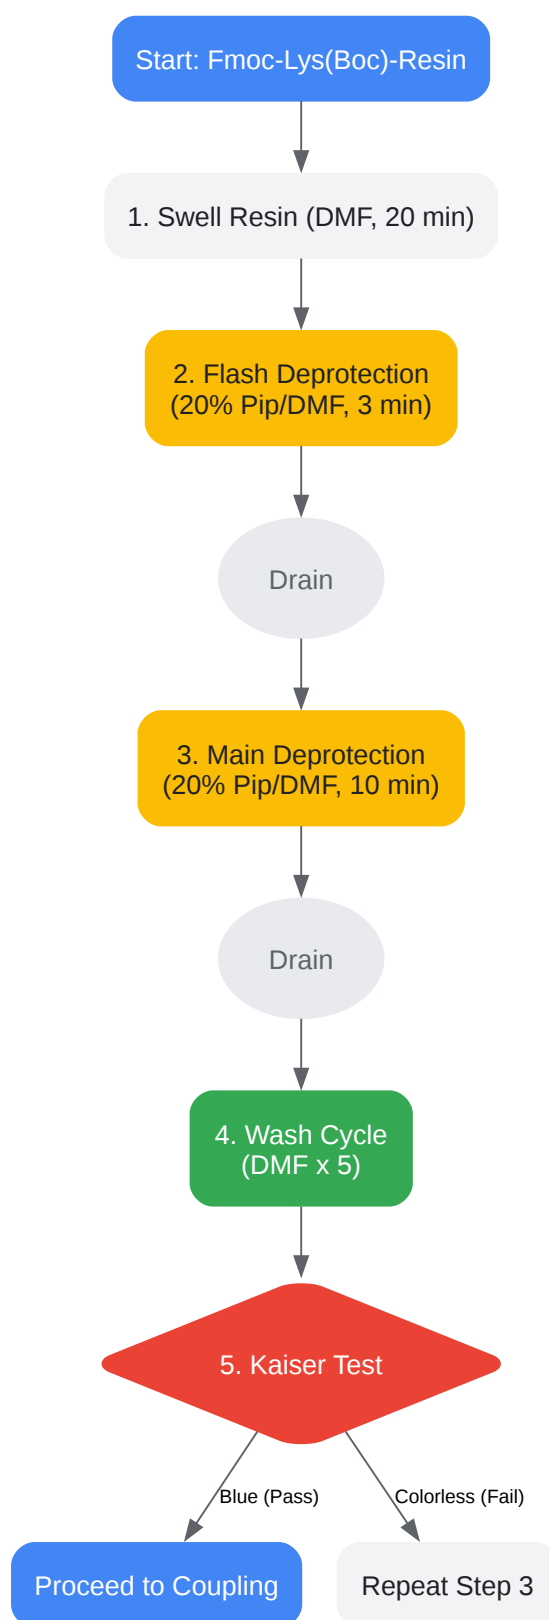 Start: Fmoc-Lys(Boc)-Resin
1. Swell Resin (DMF, 20 min)
2. Flash Deprotection
(20% Pip/DMF, 3 min)
Drain
3. Main Deprotection
(20% Pip/DMF, 10 min)
Drain
4. Wash Cycle
(DMF x 5)
5. Kaiser Test
Blue (Pass)
Colorless (Fail)
Proceed to Coupling
Repeat Step 3